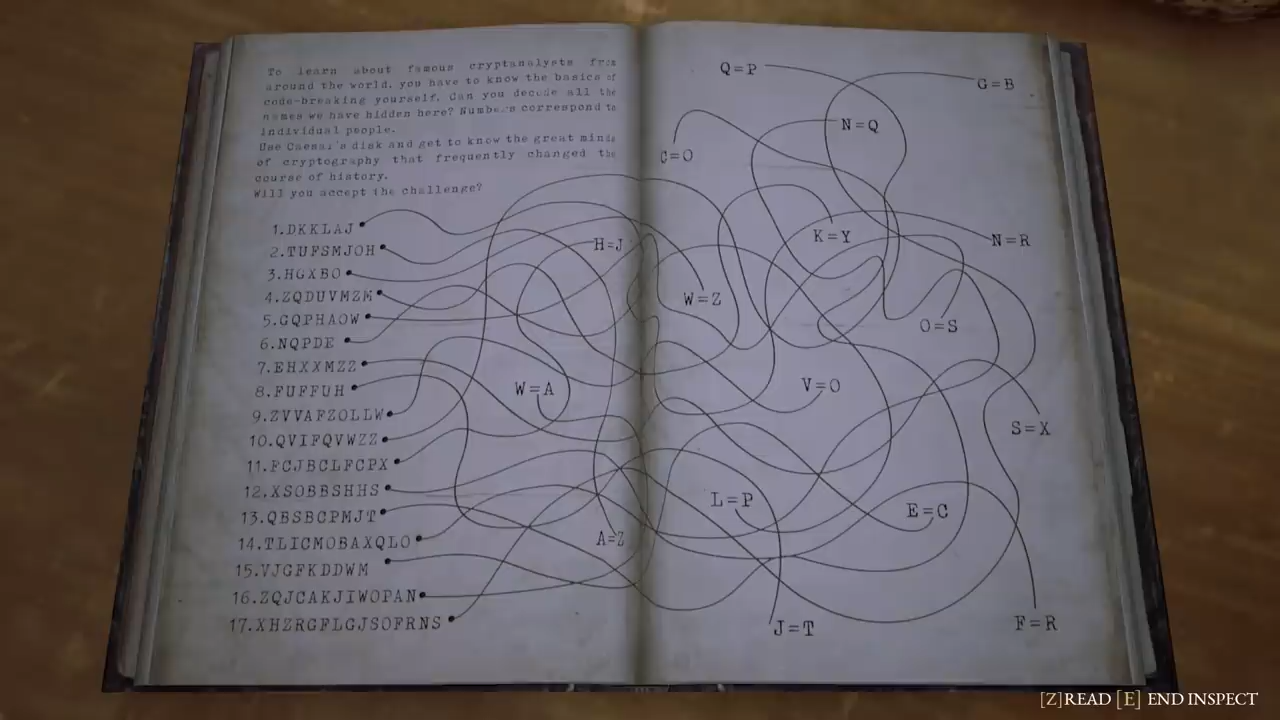 To learn about famous cryptanalysts from
around the world, you have to know the basics of
code-breaking yourself. Can you decode all the
names we have hidden here? Numbers correspond to
individual people.
Use Caesar's disk and get to know the great minds
of cryptography that frequently changed the
course of history.
Will you accept the challenge?
1.DKKLAJ
2.TUFSMJOH
3.HGXBO
4.ZQDUVMZM
5.GQPHAOW
6.NQPDE
7.EHXXMZZ
8.FUFFUH
9.ZVVAFZOLLW
10.QVIFQVWZZ
11.FCJBCLFCPX
12.XSOBBSHHS
13.QBSBCPMJT
14.TLICMOBAXQLO
15.VJGFKDDWM
16.ZQJCAKJIWOPAN
17.XHZRGFLGJSOFRNS
Q=P
G=B
N=Q
C=O
K=Y
N=R
H=J
W=Z
O=S
W=A
V=O
S=X
L=P
E=C
A=Z
J=T
F=R
[Z]READ [E] END INSPECT